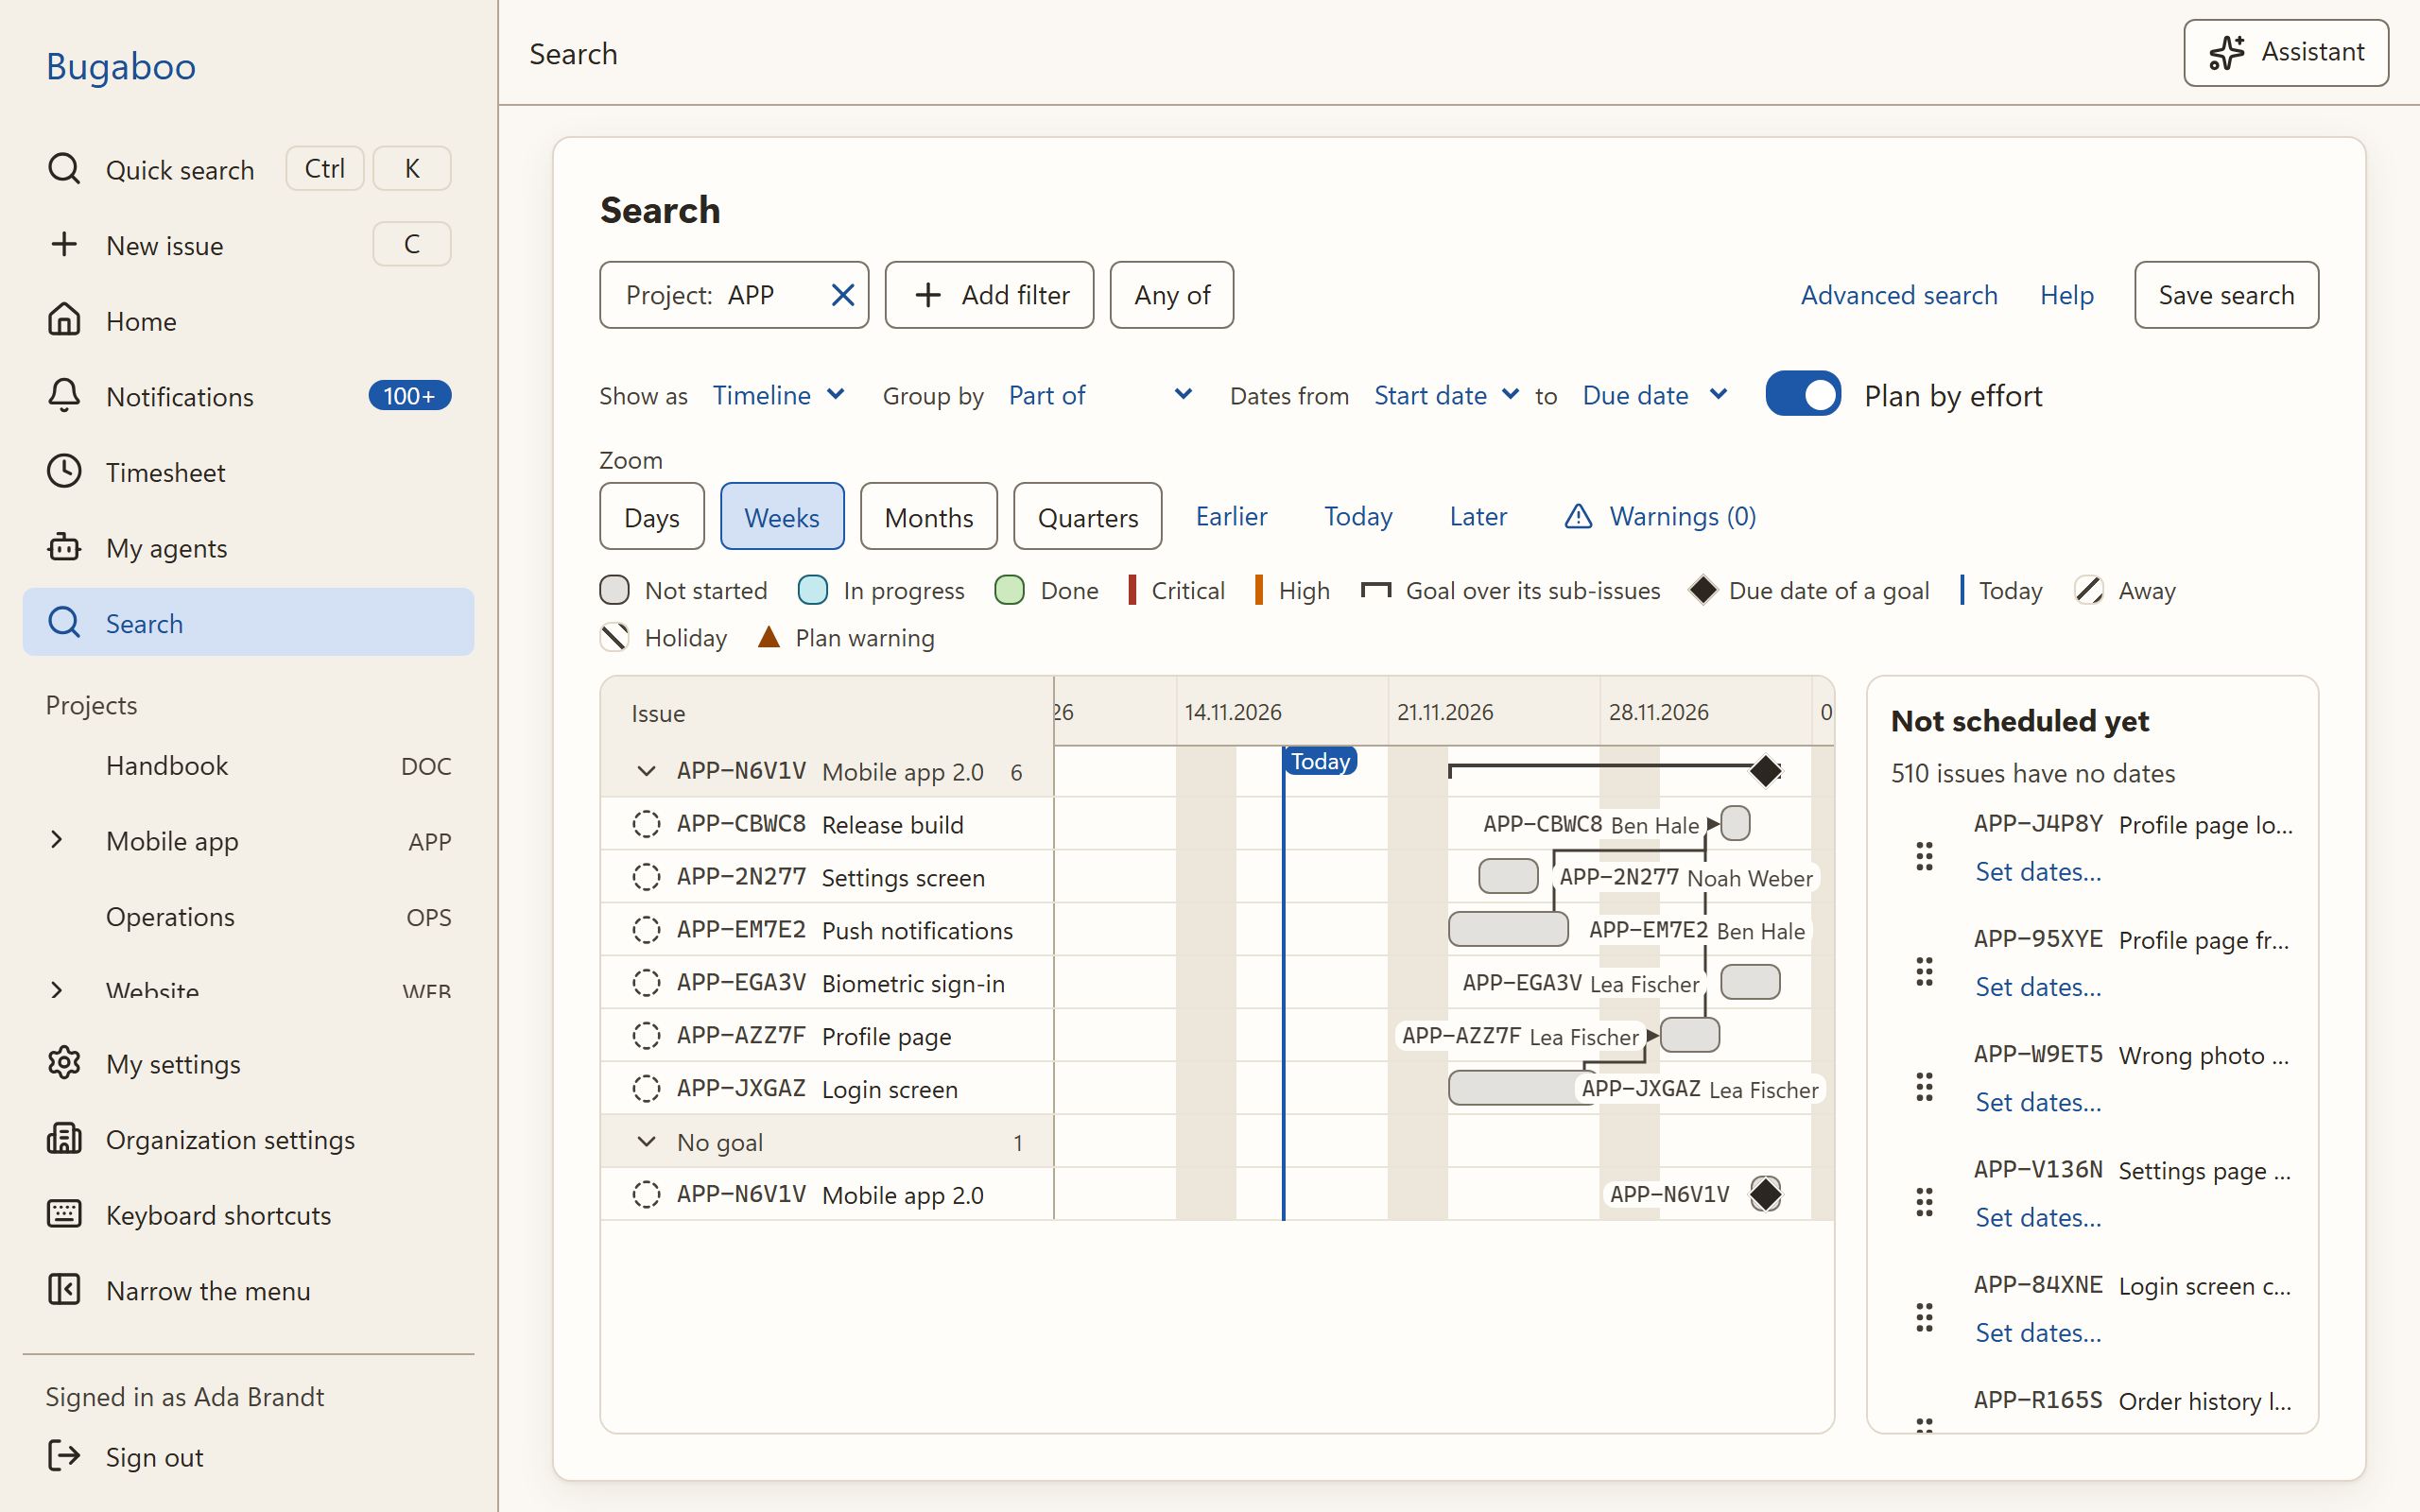 Bugaboo
Quick search Ctrl K
New issue C
Home
Notifications 100+
Timesheet
My agents
Search
Projects
Handbook DOC
Mobile app APP
Operations OPS
Website WEB
My settings
Organization settings
Keyboard shortcuts
Narrow the menu
Signed in as Ada Brandt
Sign out
Search
Assistant
Search
Project: APP
Add filter
Any of
Advanced search
Help
Save search
Show as Timeline Group by Part of Dates from Start date to Due date Plan by effort
Zoom
Days Weeks Months Quarters Earlier Today Later Warnings (0)
Not started In progress Done Critical High Goal over its sub-issues Due date of a goal Today Away
Holiday Plan warning
Issue 26 14.11.2026 21.11.2026 28.11.2026 0
APP-N6V1V Mobile app 2.0 6 Today
APP-CBWC8 Release build APP-CBWC8 Ben Hale
APP-2N277 Settings screen APP-2N277 Noah Weber
APP-EM7E2 Push notifications APP-EM7E2 Ben Hale
APP-EGA3V Biometric sign-in APP-EGA3V Lea Fischer
APP-AZZ7F Profile page APP-AZZ7F Lea Fischer
APP-JXGAZ Login screen APP-JXGAZ Lea Fischer
No goal 1
APP-N6V1V Mobile app 2.0 APP-N6V1V
Not scheduled yet
510 issues have no dates
APP-J4P8Y Profile page lo...
Set dates...
APP-95XYE Profile page fr...
Set dates...
APP-W9ET5 Wrong photo ...
Set dates...
APP-V136N Settings page ...
Set dates...
APP-84XNE Login screen c...
Set dates...
APP-R165S Order history l...